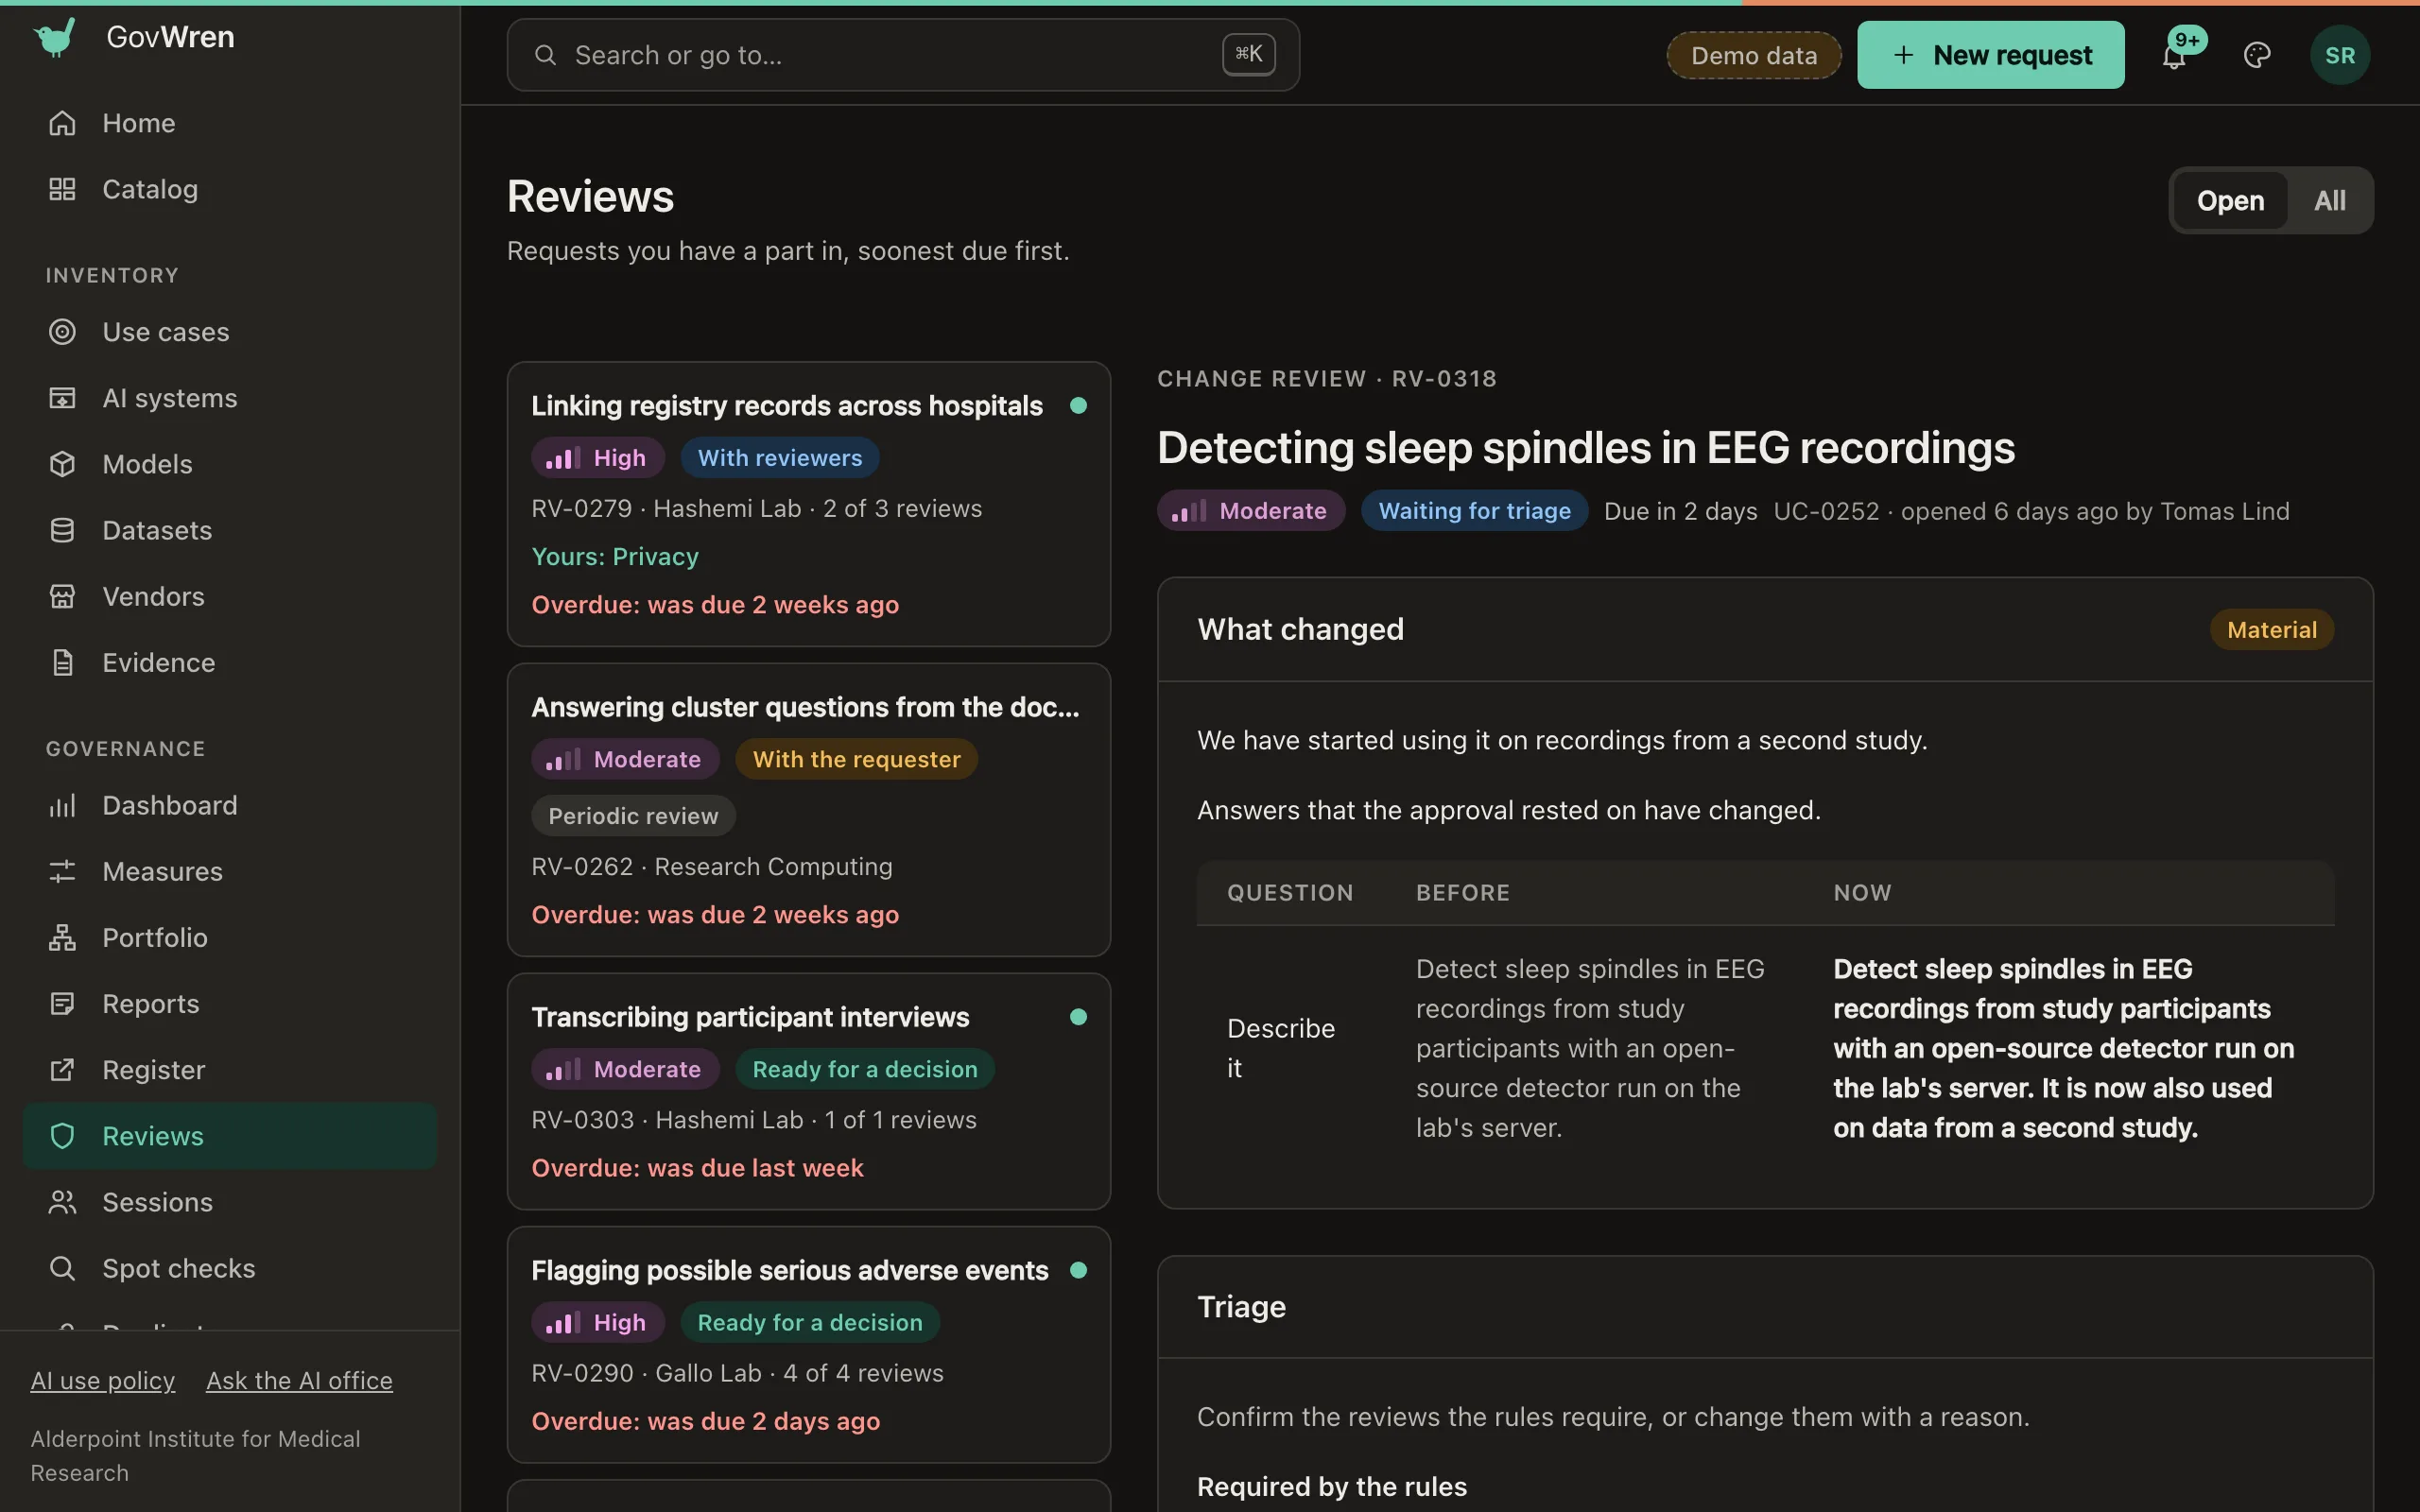 GovWren
Home
Catalog
INVENTORY
Use cases
AI systems
Models
Datasets
Vendors
Evidence
GOVERNANCE
Dashboard
Measures
Portfolio
Reports
Register
Reviews
Sessions
Spot checks
AI use policy
Ask the AI office
Alderpoint Institute for Medical
Research
Search or go to...
⌘K
Demo data
+ New request
9+
SR
Reviews
Requests you have a part in, soonest due first.
Open
All
Linking registry records across hospitals
High
With reviewers
RV-0279 · Hashemi Lab · 2 of 3 reviews
Yours: Privacy
Overdue: was due 2 weeks ago
Answering cluster questions from the doc...
Moderate
With the requester
Periodic review
RV-0262 · Research Computing
Overdue: was due 2 weeks ago
Transcribing participant interviews
Moderate
Ready for a decision
RV-0303 · Hashemi Lab · 1 of 1 reviews
Overdue: was due last week
Flagging possible serious adverse events
High
Ready for a decision
RV-0290 · Gallo Lab · 4 of 4 reviews
Overdue: was due 2 days ago
CHANGE REVIEW · RV-0318
Detecting sleep spindles in EEG recordings
Moderate
Waiting for triage
Due in 2 days
UC-0252 · opened 6 days ago by Tomas Lind
What changed
Material
We have started using it on recordings from a second study.
Answers that the approval rested on have changed.
QUESTION
BEFORE
NOW
Describe
it
Detect sleep spindles in EEG
recordings from study
participants with an open-
source detector run on the
lab's server.
Detect sleep spindles in EEG
recordings from study participants
with an open-source detector run on
the lab's server. It is now also used
on data from a second study.
Triage
Confirm the reviews the rules require, or change them with a reason.
Required by the rules